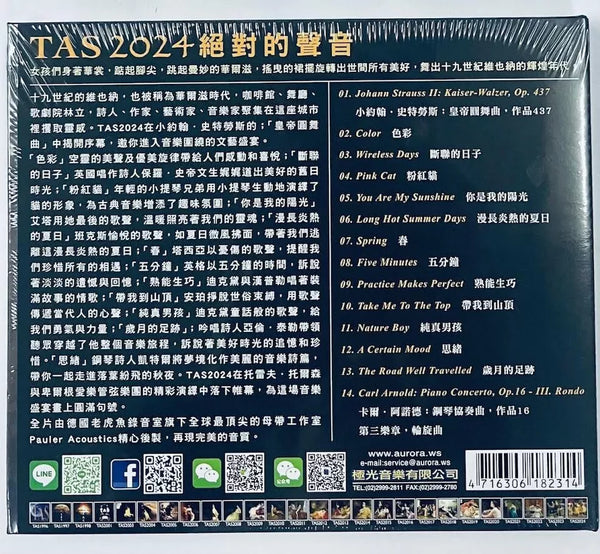 TAS 2024 絕對的聲音
女孩們身著華裳，踮起腳尖，跳起曼妙的華爾滋，搖曳的裙擺旋轉出世間所有美好，舞出十九世紀維也納的輝煌年代！
十九世紀的維也納，也被稱為華爾滋時代，咖啡館、舞廳、
歌劇院林立，詩人、作家、藝術家、音樂家聚集在這座城市
裡攫取靈感。TAS2024在小約翰·史特勞斯的;「皇帝圓舞
曲」中揭開序幕，邀你進入音樂圍繞的文藝盛宴。
「色彩」空靈的美聲及優美旋律帶給人們感動和喜悅;「斷聯
的日子」英國唱作詩人保羅．史帝文生娓娓道出美好的舊日
時光;「粉紅貓」年輕的小提琴兄弟用小提琴生動地演繹了
貓的形象，為古典音樂增添了趣味氛圍;「你是我的陽光」
艾塔用她最後的歌聲，溫暖照亮著我們的靈魂;「漫長炎熱
的夏日」班克斯愉悅的歌聲，如夏日微風拂面，帶著我們逃
離這漫長炎熱的夏日;「春」塔西亞以憂傷的歌聲，提醒我
們珍惜所有的相遇;「五分鐘」英格以五分鐘的時間，訴說
著淡淡的遺憾與回憶;「熟能生巧」迪克黛與漢普勒唱著裝
滿故事的情歌;「帶我到山頂」安珀掙脫世俗束縛，用歌聲
傳遞當代人的心聲;「純真男孩」迪克黛童話般的歌聲，給
我們勇氣與力量;「歲月的足跡」;吟唱詩人亞倫．泰勒帶領
聽眾穿越了他整個音樂旅程，訴說著美好時光的追憶和珍
惜。「思緒」鋼琴詩人凱特爾將夢境化作美麗的音樂詩篇，
帶你一起走進落葉紛飛的秋夜。TAS2024在托雷夫．托爾森
與卑爾根愛樂管弦樂團的精彩演繹中落下帷幕，為這場音樂
盛宴畫上圓滿句號。
全片由德國老虎魚錄音室旗下全球最頂尖的母帶工作室
Pauler Acoustics精心後製，再現完美的音質。
01. Johann Strauss II: Kaiser-Walzer, Op. 437
小約翰．史特勞斯：皇帝圓舞曲，作品437
02. Color 色彩
03. Wireless Days 斷聯的日子
04. Pink Cat 粉紅貓
05. You Are My Sunshine 你是我的陽光
06. Long Hot Summer Days 漫長炎熱的夏日
07. Spring 春
08. Five Minutes 五分鐘
09. Practice Makes Perfect 熟能生巧
10. Take Me To The Top 帶我到山頂
11. Nature Boy 純真男孩
12. A Certain Mood 思緒
13. The Road Well Travelled 歲月的足跡
14. Carl Arnold: Piano Concerto, Op.16 - III. Rondo
卡爾．阿諾德：鋼琴協奏曲，作品16
第三樂章，輪旋曲
LINE
公众号
www.aurora.ws
e-mail:service@aurora.ws
極光音樂有限公司
TEL:(02)2999-2811 FAX:(02)2999-2780
4 716306 182314